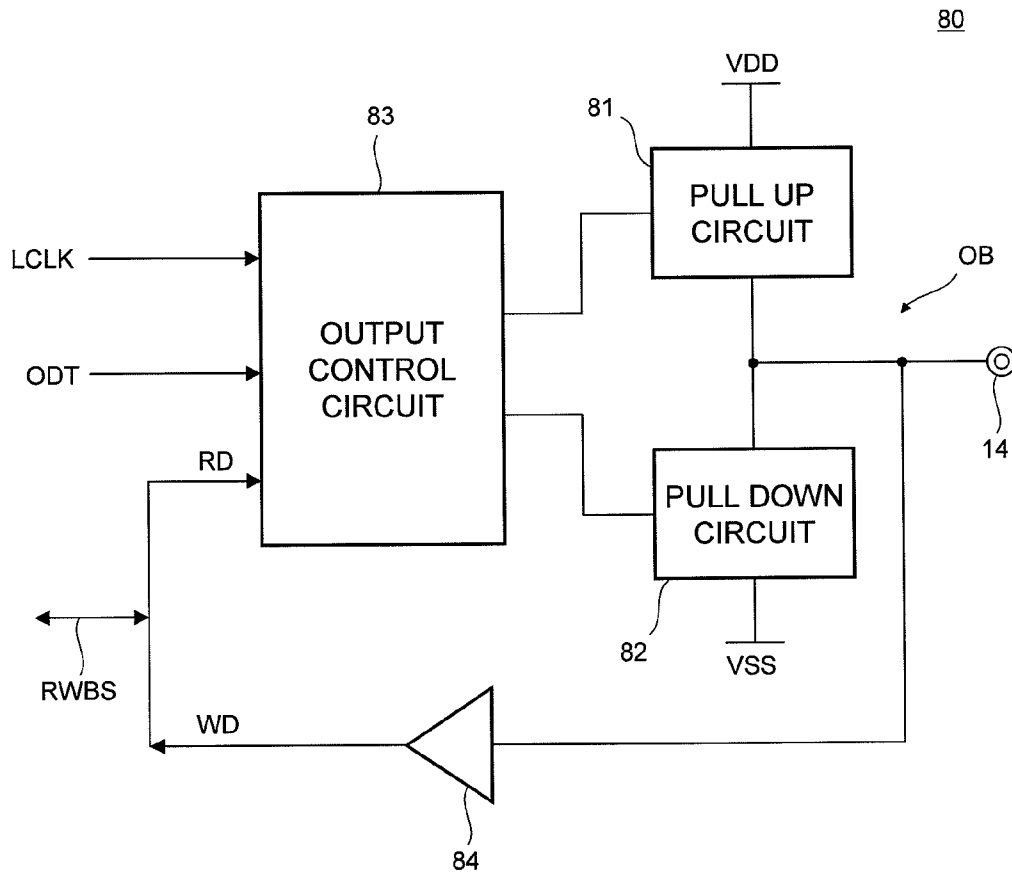 80
VDD
83
81
PULL UP
CIRCUIT
LCLK
OB
OUTPUT
CONTROL
CIRCUIT
ODT
14
RD
PULL DOWN
CIRCUIT
82
VSS
RWBS
WD
84